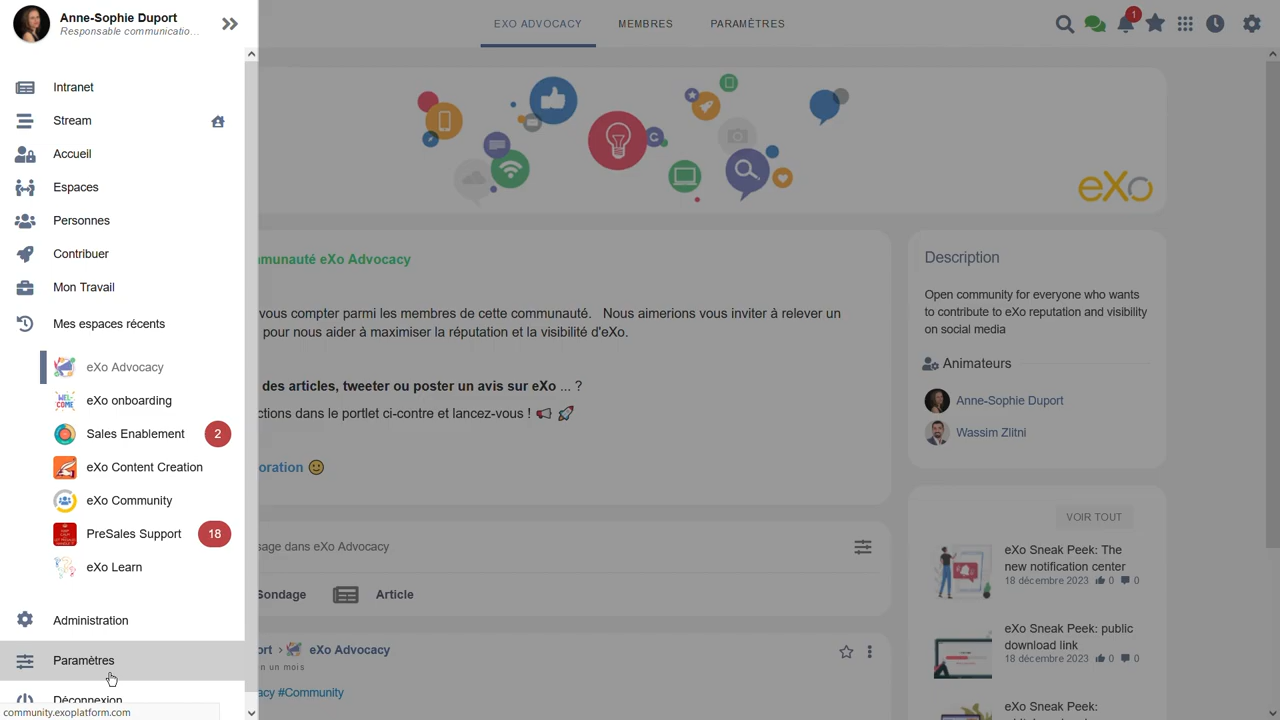 Anne-Sophie Duport
Responsable communicatio...
Intranet
Stream
Accueil
Espaces
Personnes
Contribuer
Mon Travail
Mes espaces récents
eXo Advocacy
eXo onboarding
Sales Enablement 2
eXo Content Creation
eXo Community
PreSales Support 18
eXo Learn
Administration
Paramètres
Déconnexion
community.exoplatform.com
EXO ADVOCACY MEMBRES PARAMÈTRES
1
eXo
munauté eXo Advocacy
vous compter parmi les membres de cette communauté. Nous aimerions vous inviter à relever un
pour nous aider à maximiser la réputation et la visibilité d'eXo.
des articles, tweeter ou poster un avis sur eXo ... ?
ctions dans le portlet ci-contre et lancez-vous !
oration
sage dans eXo Advocacy
Sondage Article
ort › eXo Advocacy
n un mois
acy #Community
Description
Open community for everyone who wants
to contribute to eXo reputation and visibility
on social media
Animateurs
Anne-Sophie Duport
Wassim Zlitni
VOIR TOUT
eXo Sneak Peek: The
new notification center
18 décembre 2023 0 0
eXo Sneak Peek: public
download link
18 décembre 2023 0 0
eXo Sneak Peek: